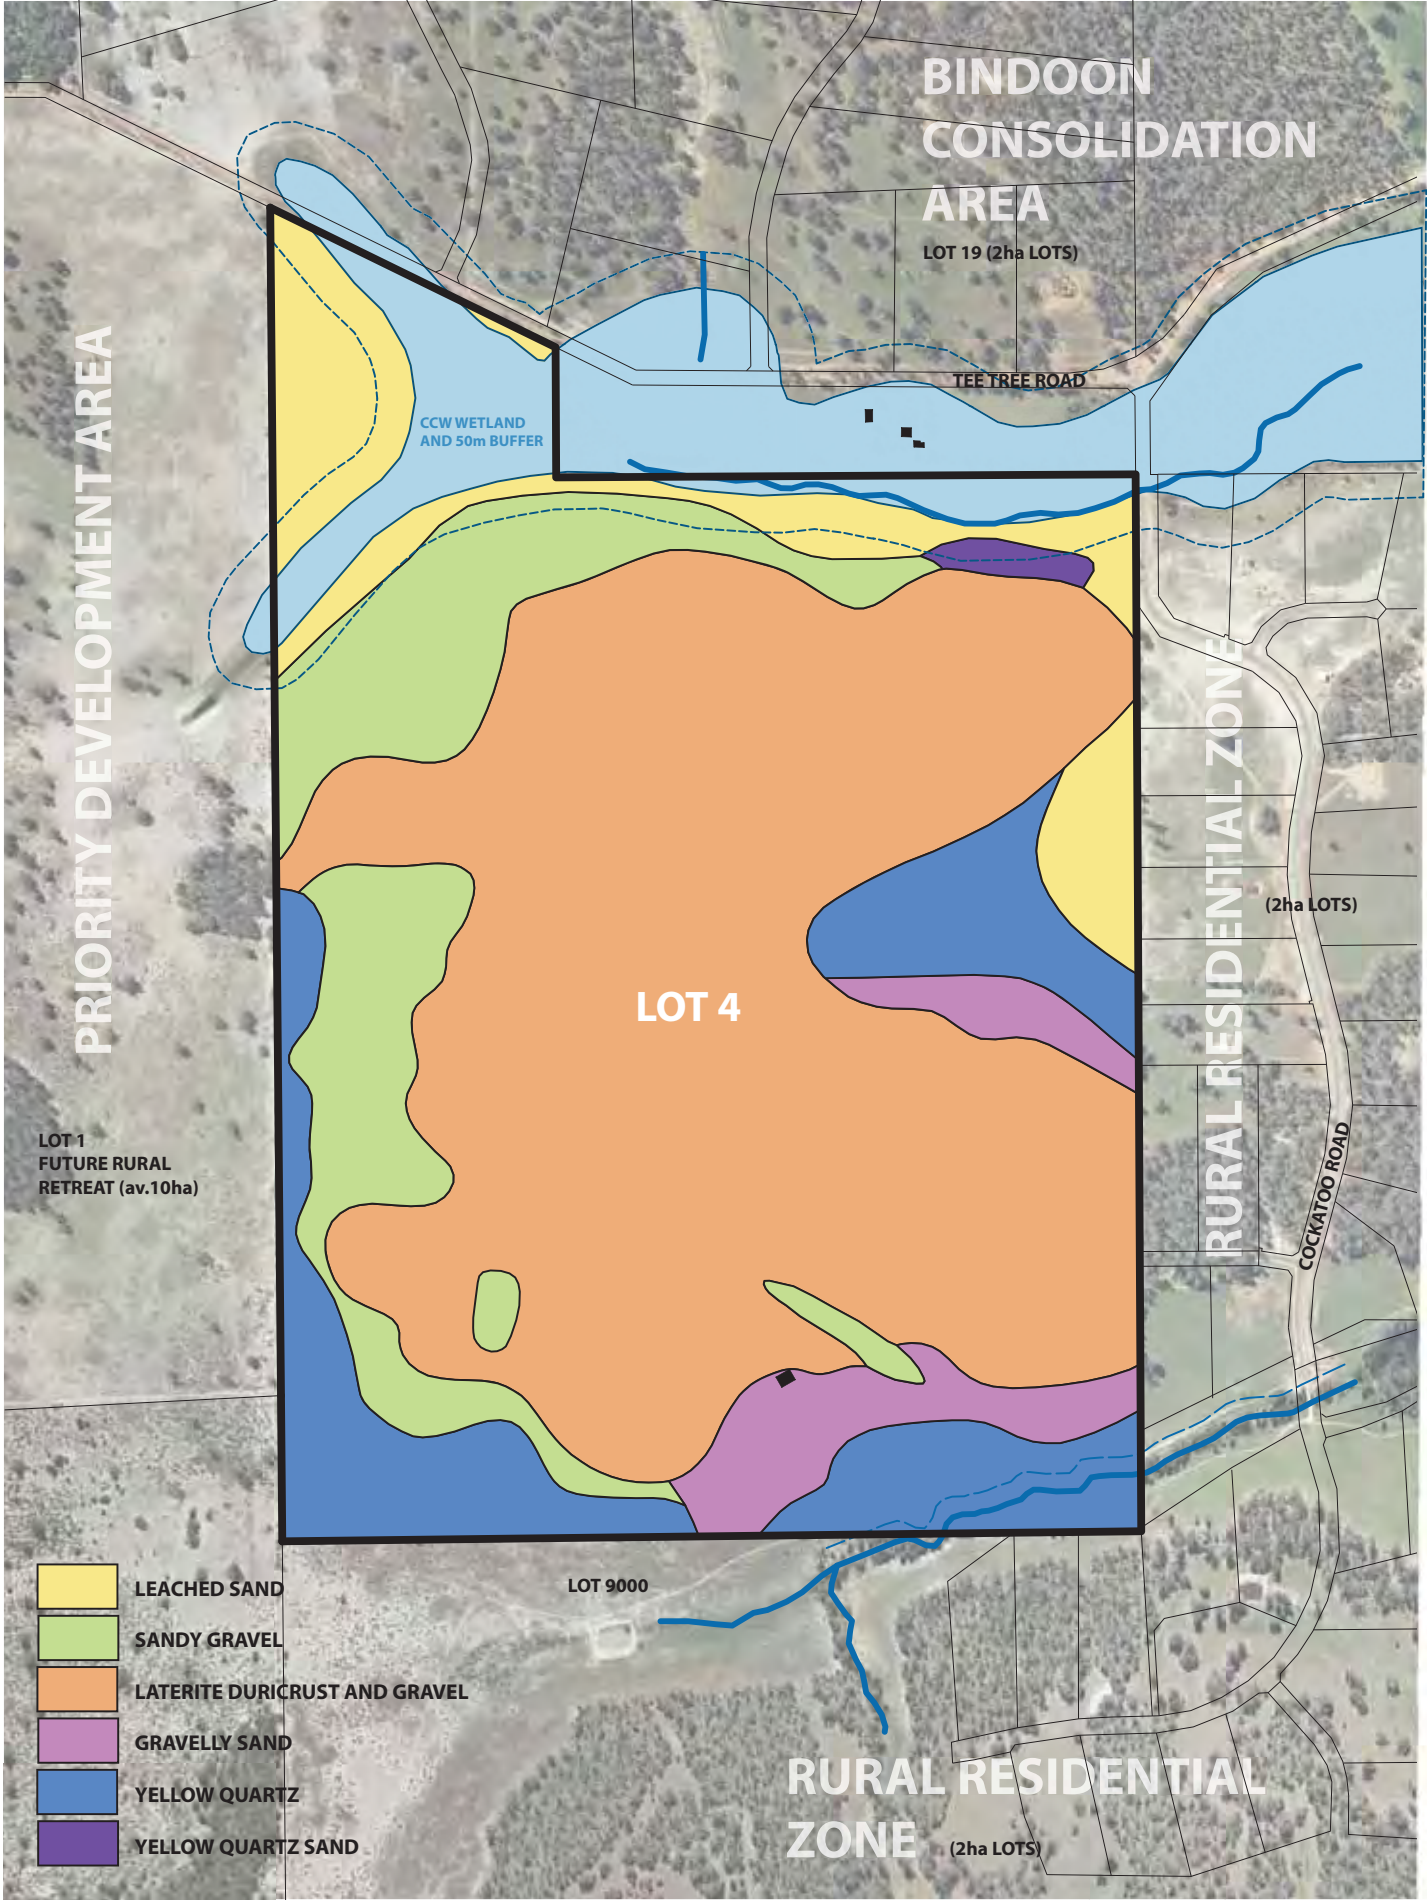 BINDOON
CONSOLIDATION
AREA
LOT 19 (2ha LOTS)
TEE TREE ROAD
CCW WETLAND
AND 50m BUFFER
PRIORITY DEVELOPMENT AREA
RURAL RESIDENTIAL ZONE
(2ha LOTS)
LOT 4
LOT 1
FUTURE RURAL
RETREAT (av.10ha)
COCKATOO ROAD
LOT 9000
LEACHED SAND
SANDY GRAVEL
LATERITE DURICRUST AND GRAVEL
GRAVELLY SAND
YELLOW QUARTZ
YELLOW QUARTZ SAND
RURAL RESIDENTIAL
ZONE (2ha LOTS)